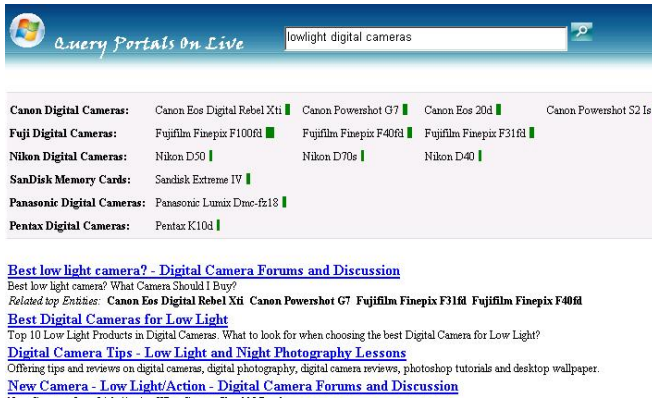 Query Portals On Live
lowlight digital cameras
Canon Digital Cameras: Canon Eos Digital Rebel Xti Canon Powershot G7 Canon Eos 20d Canon Powershot S2 Is
Fuji Digital Cameras: Fujifilm Finepix F100fd Fujifilm Finepix F40fd Fujifilm Finepix F31fd
Nikon Digital Cameras: Nikon D50 Nikon D70s Nikon D40
SanDisk Memory Cards: Sandisk Extreme IV
Panasonic Digital Cameras: Panasonic Lumix Dmc-fz18
Pentax Digital Cameras: Pentax K10d
Best low light camera? - Digital Camera Forums and Discussion
Best low light camera? What Camera Should I Buy?
Related top Entities: Canon Eos Digital Rebel Xti Canon Powershot G7 Fujifilm Finepix F31fd Fujifilm Finepix F40fd
Best Digital Cameras for Low Light
Top 10 Low Light Products in Digital Cameras. What to look for when choosing the best Digital Camera for Low Light?
Digital Camera Tips - Low Light and Night Photography Lessons
Offering tips and reviews on digital cameras, digital photography, digital camera reviews, photoshop tutorials and desktop wallpaper.
New Camera - Low Light/Action - Digital Camera Forums and Discussion